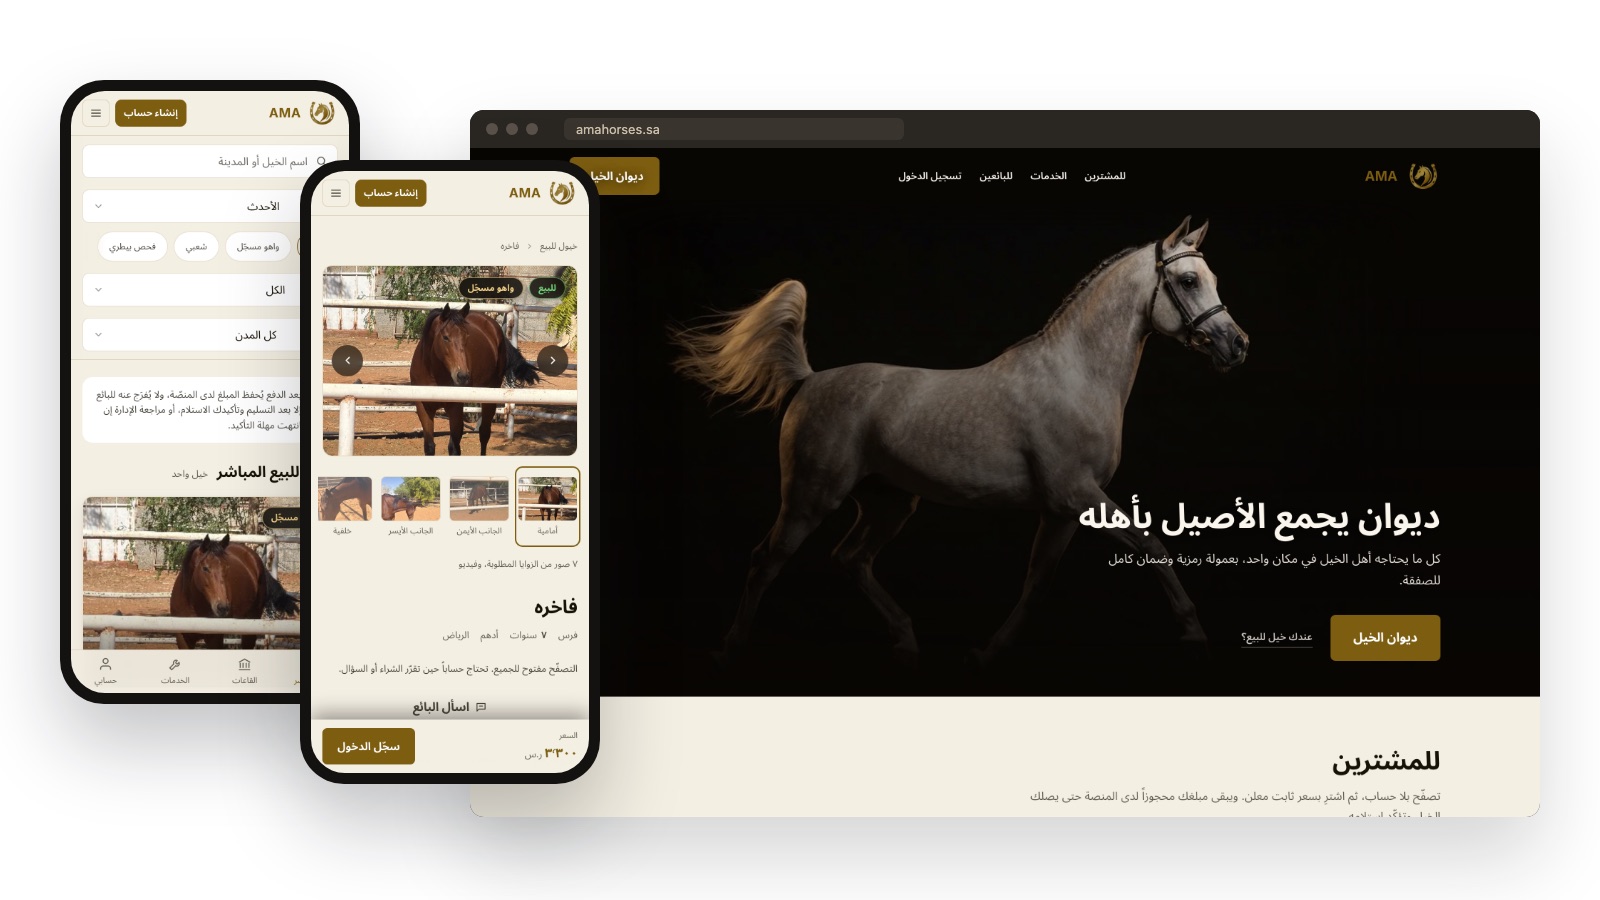 AMA
إنشاء حساب
اسم الخيل أو المدينة
الأحدث
واهو مسجّل
شعبي
فحص بيطري
الكل
كل المدن
بعد الدفع يُحفظ المبلغ لدى المنصّة، ولا يُفرَج عنه للبائع
إلا بعد التسليم وتأكيدك الاستلام، أو مراجعة الإدارة إن
انتهت مهلة التأكيد.
للبيع المباشر
خيل واحد
مسجّل
القاعات
الخدمات
حسابي
AMA
إنشاء حساب
خيول للبيع
فاخره
للبيع
واهو مسجّل
أمامية
الجانب الأيمن
الجانب الأيسر
خلفية
٧ صور من الزوايا المطلوبة، وفيديو
فاخره
فرس ٧ سنوات أدهم الرياض
التصفّح مفتوح للجميع. تحتاج حساباً حين تقرّر الشراء أو السؤال.
اسأل البائع
السعر
٣٬٣٠٠ ر.س
سجّل الدخول
amahorses.sa
AMA
للمشترين
الخدمات
للبائعين
تسجيل الدخول
ديوان الخيل
ديوان يجمع الأصيل بأهله
كل ما يحتاجه أهل الخيل في مكان واحد، بعمولة رمزية وضمان كامل
للصفقة.
ديوان الخيل
عندك خيل للبيع؟
للمشترين
تصفّح بلا حساب، ثم اشترِ بسعر ثابت معلن. ويبقى مبلغك محجوزاً لدى المنصة حتى يصلك